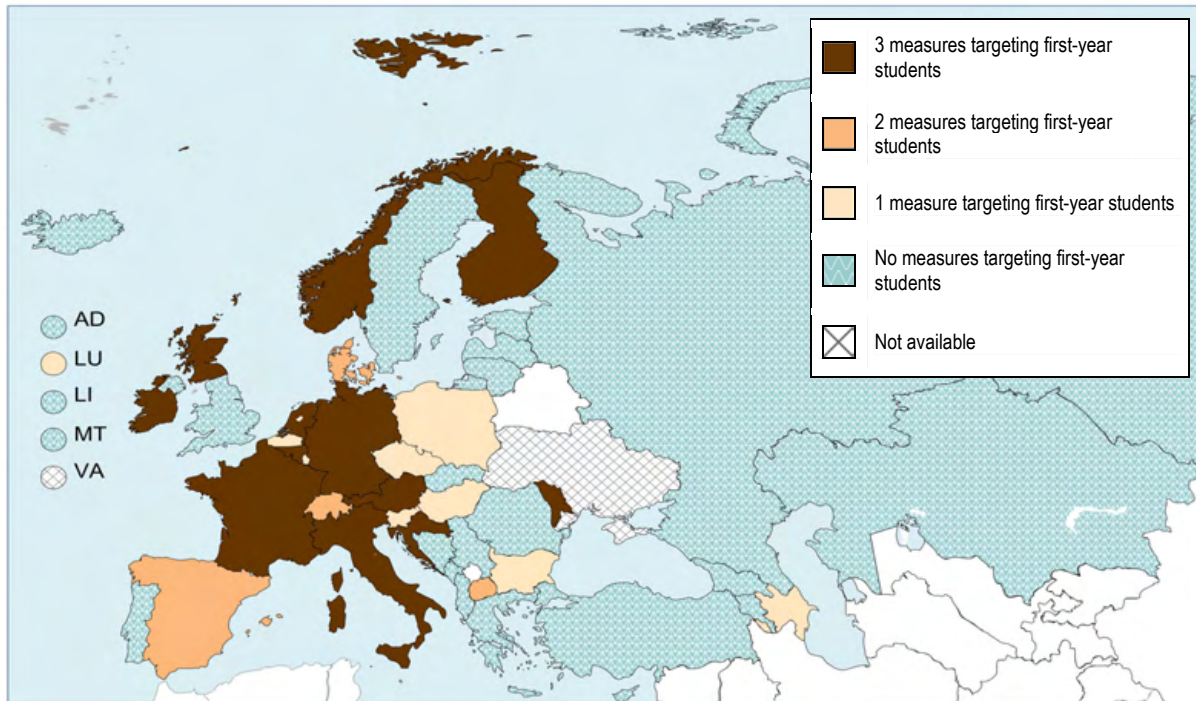 3 measures targeting first-year
students
2 measures targeting first-year
students
1 measure targeting first-year students
No measures targeting first-year
students
Not available
AD
LU
LI
MT
VA